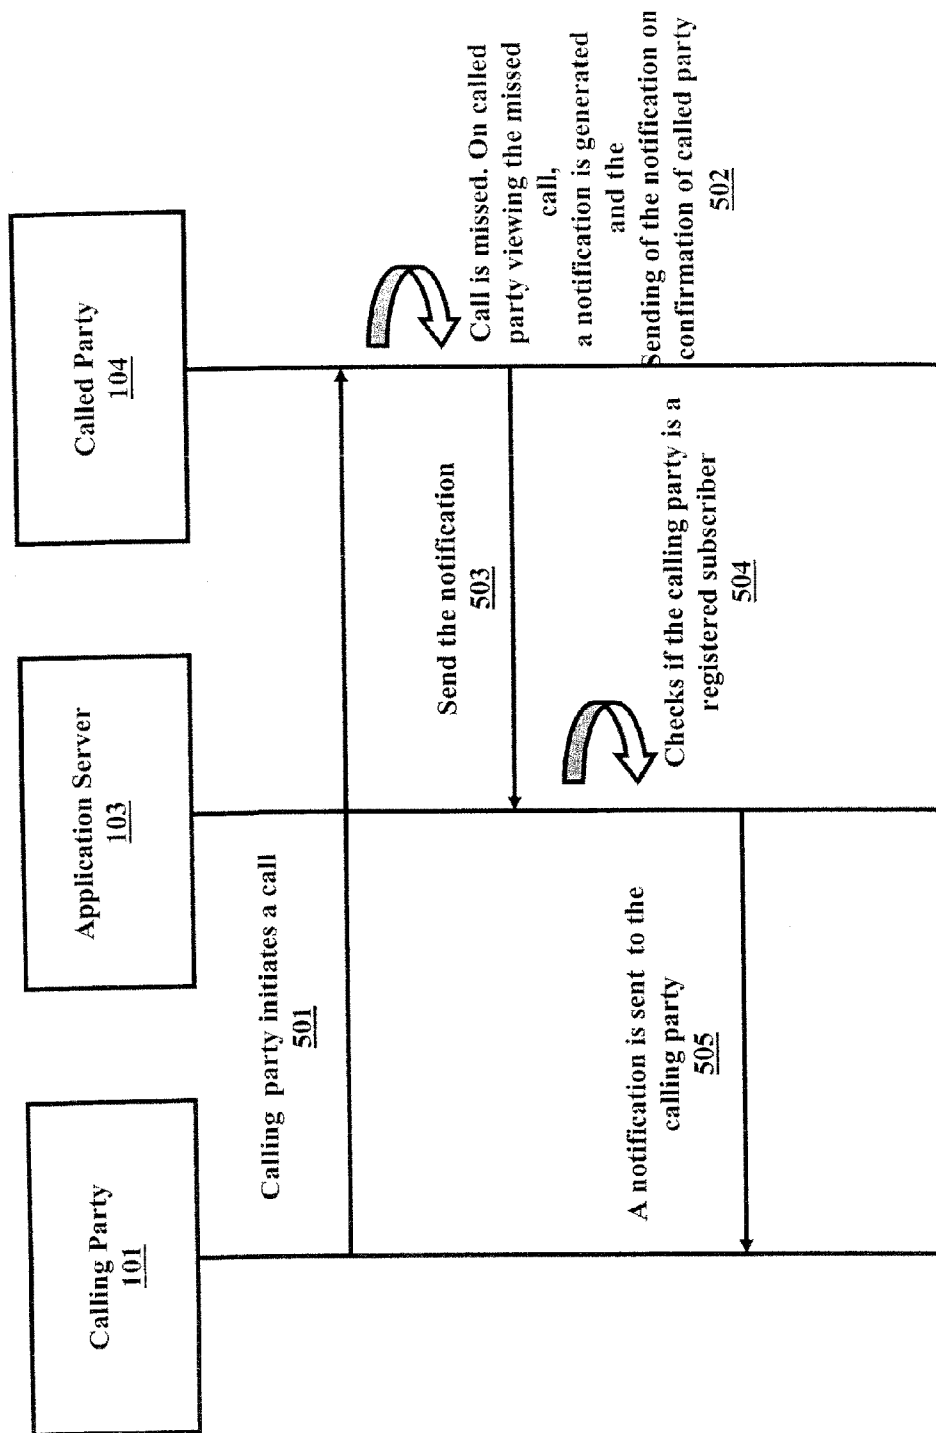 Calling Party
101
Application Server
103
Called Party
104
Calling party initiates a call
501
Call is missed. On called
party viewing the missed
call,
a notification is generated
and the
Sending of the notification on
confirmation of called party
502
Send the notification
503
Checks if the calling party is a
registered subscriber
504
A notification is sent to the
calling party
505